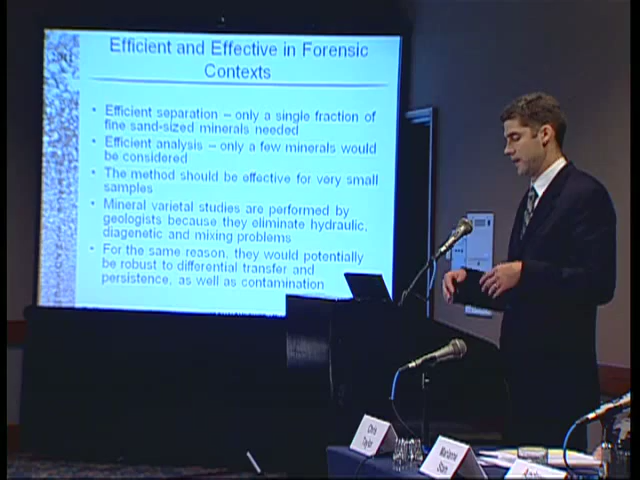 Efficient and Effective in Forensic
Contexts
• Efficient separation – only a single fraction of
fine sand-sized minerals needed
• Efficient analysis – only a few minerals would
be considered
• The method should be effective for very small
samples
• Mineral varietal studies are performed by
geologists because they eliminate hydraulic,
diagenetic and mixing problems
• For the same reason, they would potentially
be robust to differential transfer and
persistence, as well as contamination
Chris
Taylor
Marianne